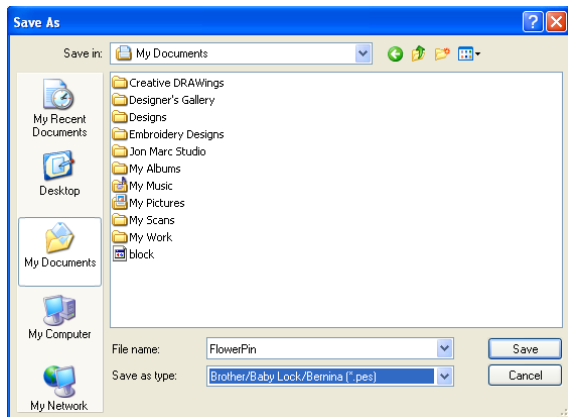 Save As
Save in:
My Documents
My Recent
Documents
Desktop
My Documents
My Computer
My Network
Creative DRAWings
Designer's Gallery
Designs
Embroidery Designs
Jon Marc Studio
My Albums
My Music
My Pictures
My Scans
My Work
block
File name:
FlowerPin
Save
Save as type:
Brother/Baby Lock/Bernina (*.pes)
Cancel